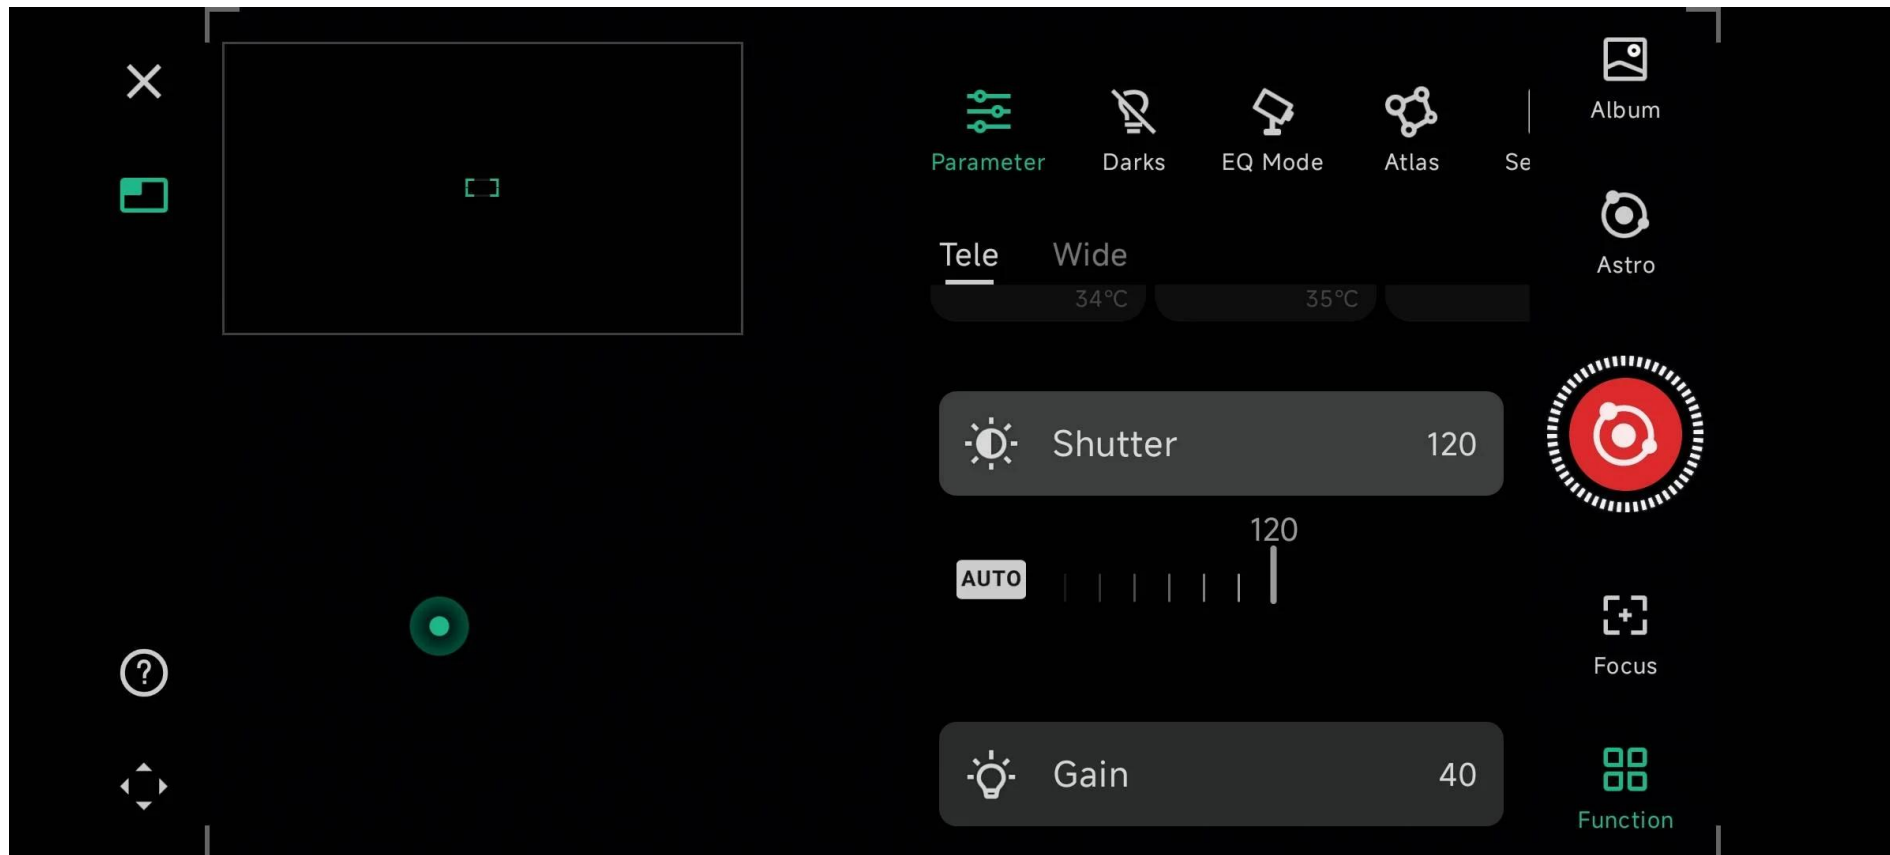 Parameter
Darks
EQ Mode
Atlas
Se
Tele
Wide
34°C
35°C
Shutter
120
120
AUTO
Gain
40
Album
Astro
Focus
Function
?